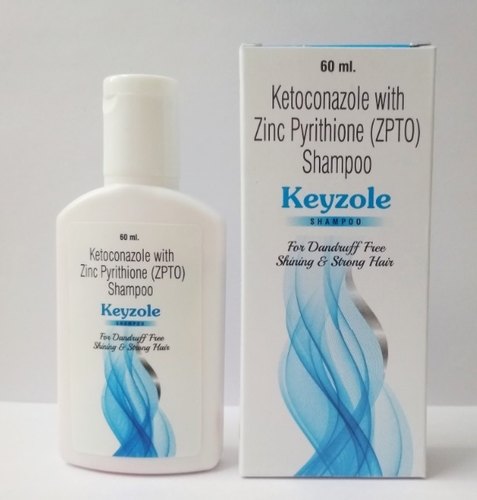 60 ml.
Ketoconazole with
Zinc Pyrithione (ZPTO)
Shampoo
Keyzole
SHAMPOO
For Dandruff Free
Shining & Strong Hair
60 ml.
Ketoconazole with
Zinc Pyrithione (ZPTO)
Shampoo
Keyzole
SHAMPOO
For Dandruff Free
Shining & Strong Hair